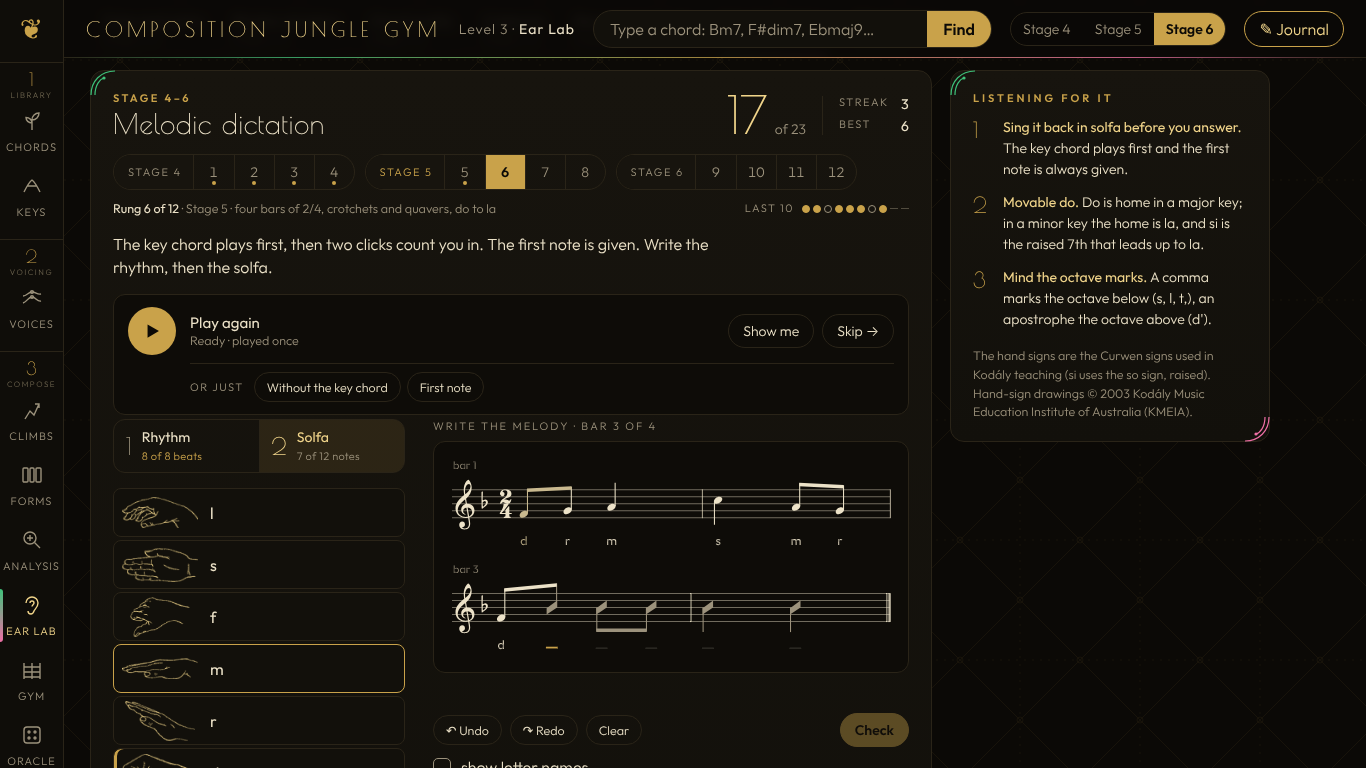 COMPOSITION JUNGLE GYM
Level 3 · Ear Lab
Type a chord: Bm7, F#dim7, Ebmaj9…
Find
Stage 4
Stage 5
Stage 6
✎ Journal
1
LIBRARY
CHORDS
KEYS
2
VOICING
VOICES
3
COMPOSE
CLIMBS
FORMS
ANALYSIS
EAR LAB
GYM
ORACLE
STAGE 4–6
Melodic dictation
17 of 23
STREAK 3
BEST 6
STAGE 4 1 2 3 4
STAGE 5 5 6 7 8
STAGE 6 9 10 11 12
Rung 6 of 12 · Stage 5 · four bars of 2/4, crotchets and quavers, do to la
LAST 10
The key chord plays first, then two clicks count you in. The first note is given. Write the
rhythm, then the solfa.
Play again
Ready · played once
Show me
Skip →
OR JUST
Without the key chord
First note
1 Rhythm
8 of 8 beats
2 Solfa
7 of 12 notes
l
s
f
m
r
WRITE THE MELODY · BAR 3 OF 4
bar 1
2
4
d r m s m r
bar 3
d
↶ Undo
↷ Redo
Clear
Check
show letter names
LISTENING FOR IT
1 Sing it back in solfa before you answer.
The key chord plays first and the first
note is always given.
2 Movable do. Do is home in a major key;
in a minor key the home is la, and si is
the raised 7th that leads up to la.
3 Mind the octave marks. A comma
marks the octave below (s, l, t,), an
apostrophe the octave above (d').
The hand signs are the Curwen signs used in
Kodály teaching (si uses the so sign, raised).
Hand-sign drawings © 2003 Kodály Music
Education Institute of Australia (KMEIA).